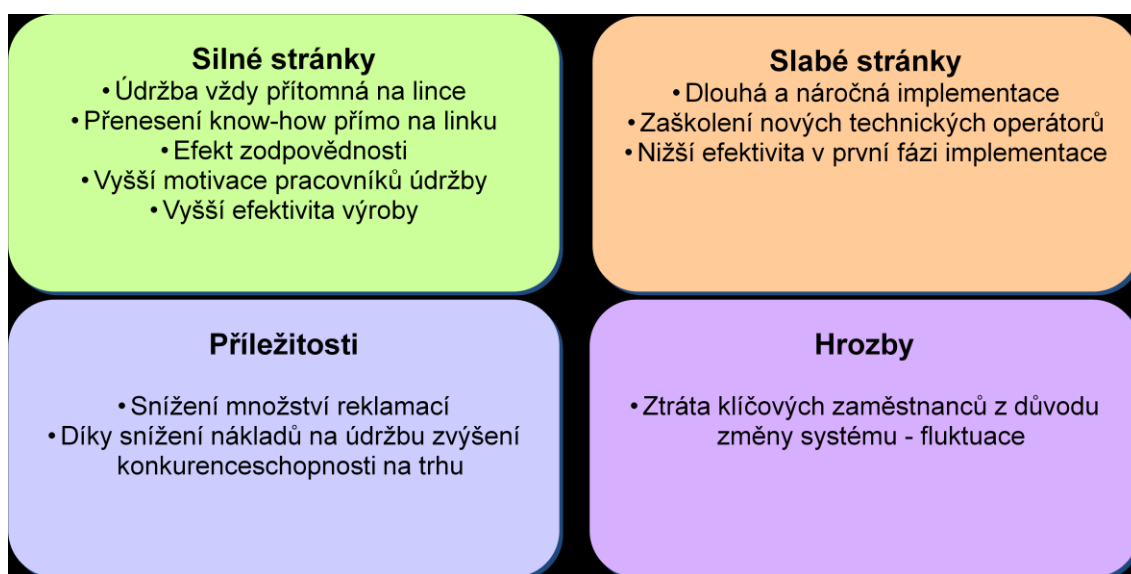 Silné stránky
•Údržba vždy přítomná na lince
•Přenesení know-how přímo na linku
•Efekt zodpovědnosti
•Vyšší motivace pracovníků údržby
•Vyšší efektivita výroby
Slabé stránky
•Dlouhá a náročná implementace
•Zaškolení nových technických operátorů
•Nižší efektivita v první fázi implementace
Příležitosti
•Snížení množství reklamací
•Díky snížení nákladů na údržbu zvýšení
konkurenceschopnosti na trhu
Hrozby
•Ztráta klíčových zaměstnanců z důvodu
změny systému - fluktuace